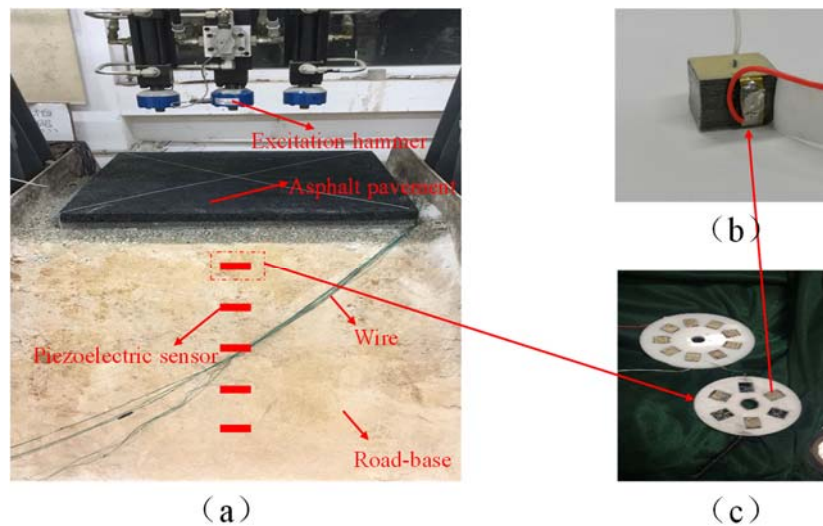 Excitation hammer
Asphalt pavement
(b)
Piezoelectric sensor
Wire
Road-base
(a)
(c)